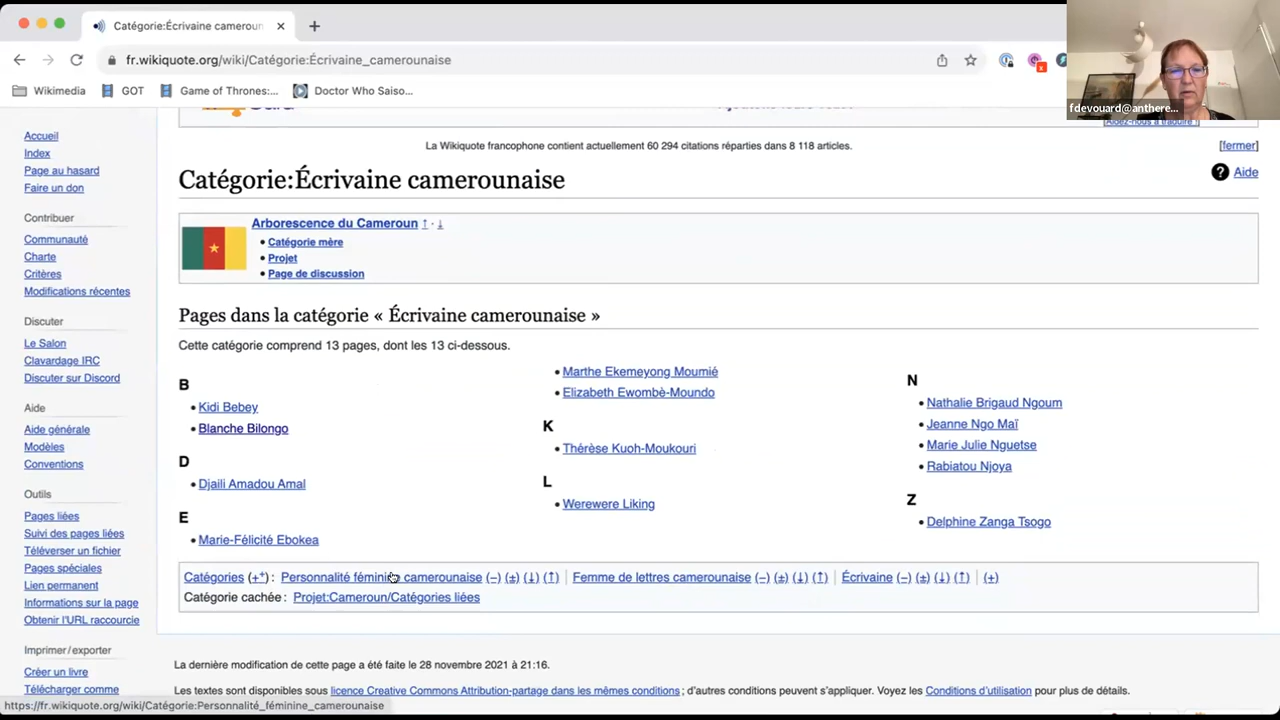 Catégorie:Écrivaine cameroun
fr.wikiquote.org/wiki/Catégorie:Écrivaine_camerounaise
Wikimedia
GOT
Game of Thrones:...
Doctor Who Saiso...
fdevouard@anthere...
Aidez-nous à traduire !
La Wikiquote francophone contient actuellement 60 294 citations réparties dans 8 118 articles.
[fermer]
Aide
Accueil
Index
Page au hasard
Faire un don
Contribuer
Communauté
Charte
Critères
Modifications récentes
Discuter
Le Salon
Clavardage IRC
Discuter sur Discord
Aide
Aide générale
Modèles
Conventions
Outils
Pages liées
Suivi des pages liées
Téléverser un fichier
Pages spéciales
Lien permanent
Informations sur la page
Obtenir l'URL raccourcie
Imprimer/exporter
Créer un livre
Télécharger comme
Catégorie:Écrivaine camerounaise
Arborescence du Cameroun ↑ · ↓
• Catégorie mère
• Projet
• Page de discussion
Pages dans la catégorie « Écrivaine camerounaise »
Cette catégorie comprend 13 pages, dont les 13 ci-dessous.
B
• Kidi Bebey
• Blanche Bilongo
D
• Djaili Amadou Amal
E
• Marie-Félicité Ebokea
• Marthe Ekemeyong Moumié
• Elizabeth Ewombè-Moundo
K
• Thérèse Kuoh-Moukouri
L
• Werewere Liking
N
• Nathalie Brigaud Ngoum
• Jeanne Ngo Maï
• Marie Julie Nguetse
• Rabiatou Njoya
Z
• Delphine Zanga Tsogo
Catégories (++) : Personnalité féminine camerounaise (−) (±) (↓) (↑) | Femme de lettres camerounaise (−) (±) (↓) (↑) | Écrivaine (−) (±) (↓) (↑) | (+)
Catégorie cachée : Projet:Cameroun/Catégories liées
La dernière modification de cette page a été faite le 28 novembre 2021 à 21:16.
Les textes sont disponibles sous licence Creative Commons Attribution-partage dans les mêmes conditions ; d'autres conditions peuvent s'appliquer. Voyez les Conditions d'utilisation pour plus de détails.
https://fr.wikiquote.org/wiki/Catégorie:Personnalité_féminine_camerounaise